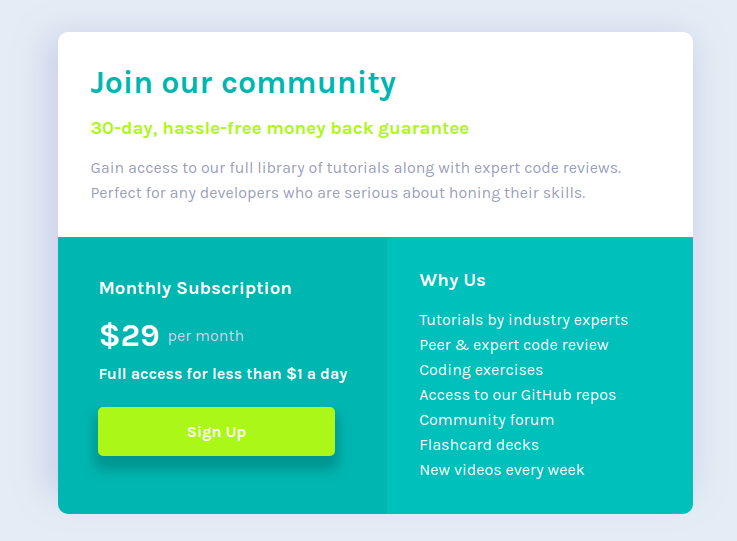 Join our community
30-day, hassle-free money back guarantee
Gain access to our full library of tutorials along with expert code reviews.
Perfect for any developers who are serious about honing their skills.
Monthly Subscription
$29 per month
Full access for less than $1 a day
Sign Up
Why Us
Tutorials by industry experts
Peer & expert code review
Coding exercises
Access to our GitHub repos
Community forum
Flashcard decks
New videos every week